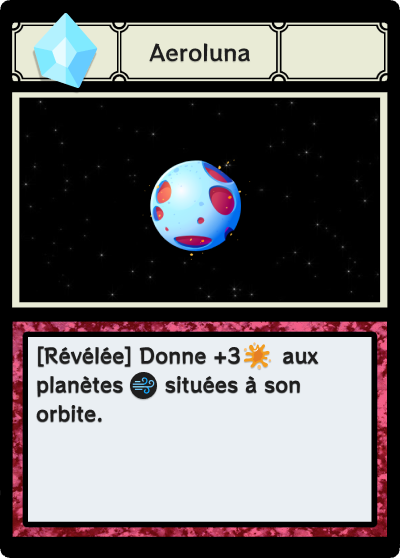 Aeroluna
[Révélée] Donne +3 aux
planètes situées à son
orbite.